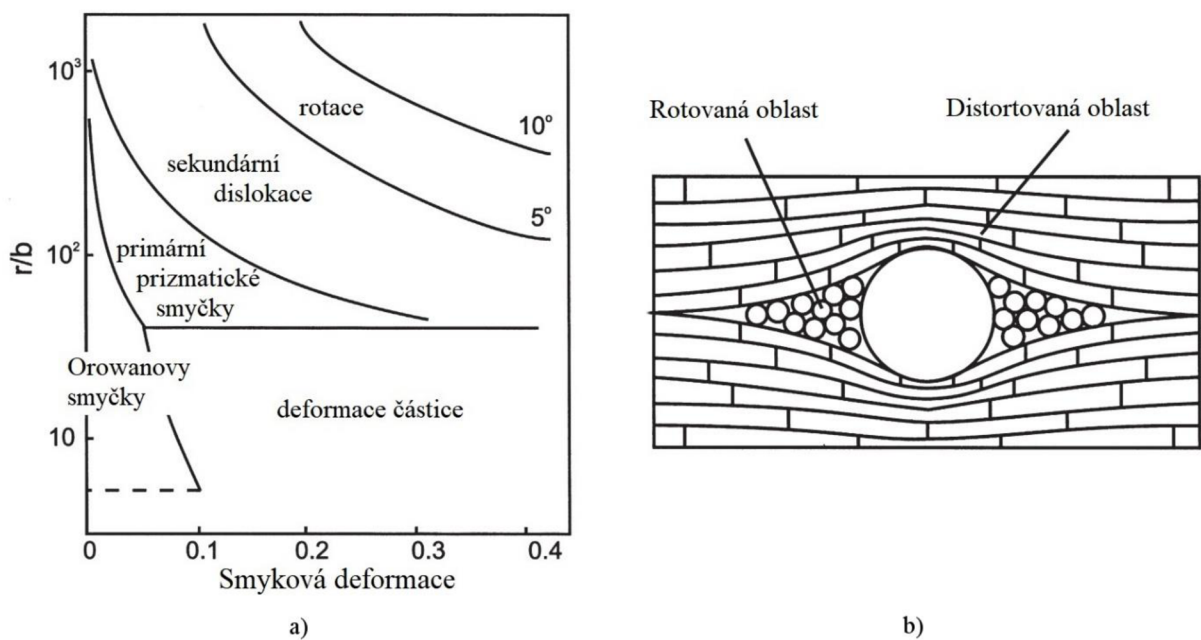 10³
r/b
10²
10
0
0.1
0.2
0.3
0.4
Smyková deformace
rotace
10°
5°
sekundární
dislokace
primární
prizmatické
smyčky
Orowanovy
smyčky
deformace částice
a)
Rotovaná oblast
Distortovaná oblast
b)